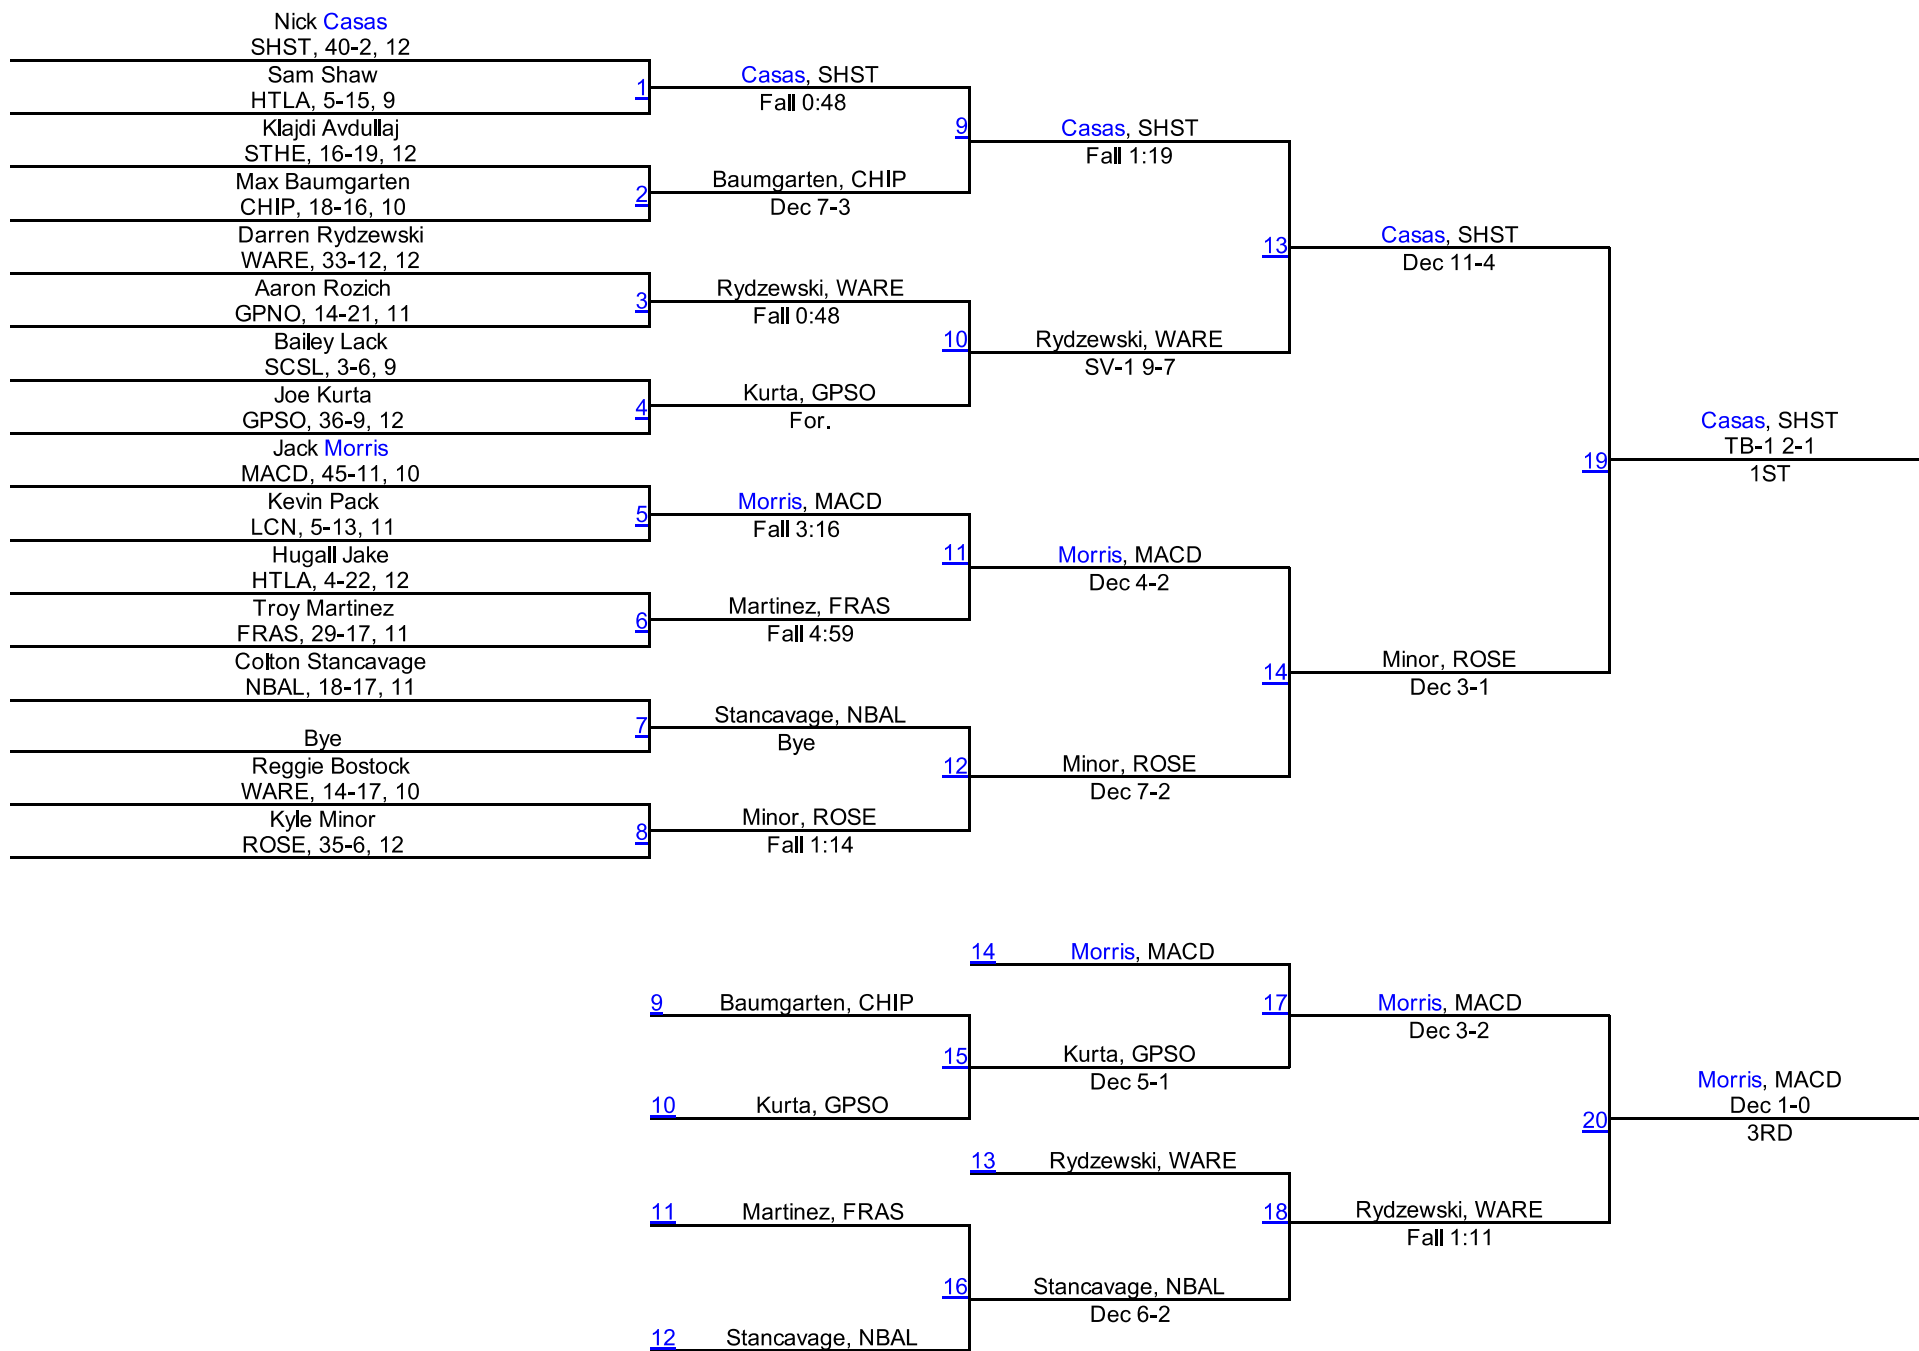 Nick Casas
SHST, 40-2, 12
Sam Shaw
HTLA, 5-15, 9
1
Casas, SHST
Fall 0:48
Klajdi Avdullaj
STHE, 16-19, 12
9
Casas, SHST
Fall 1:19
Max Baumgarten
CHIP, 18-16, 10
2
Baumgarten, CHIP
Dec 7-3
Darren Rydzewski
WARE, 33-12, 12
13
Casas, SHST
Dec 11-4
Aaron Rozich
GPNO, 14-21, 11
3
Rydzewski, WARE
Fall 0:48
Bailey Lack
SCSL, 3-6, 9
10
Rydzewski, WARE
SV-1 9-7
Joe Kurta
GPSO, 36-9, 12
4
Kurta, GPSO
For.
Jack Morris
MACD, 45-11, 10
19
Casas, SHST
TB-1 2-1
1ST
Kevin Pack
LCN, 5-13, 11
5
Morris, MACD
Fall 3:16
Hugall Jake
HTLA, 4-22, 12
11
Morris, MACD
Dec 4-2
Troy Martinez
FRAS, 29-17, 11
6
Martinez, FRAS
Fall 4:59
Colton Stancavage
NBAL, 18-17, 11
14
Minor, ROSE
Dec 3-1
Bye
7
Stancavage, NBAL
Bye
Reggie Bostock
WARE, 14-17, 10
12
Minor, ROSE
Dec 7-2
Kyle Minor
ROSE, 35-6, 12
8
Minor, ROSE
Fall 1:14
14
Morris, MACD
9
Baumgarten, CHIP
17
Morris, MACD
Dec 3-2
15
Kurta, GPSO
Dec 5-1
10
Kurta, GPSO
20
Morris, MACD
Dec 1-0
3RD
13
Rydzewski, WARE
11
Martinez, FRAS
18
Rydzewski, WARE
Fall 1:11
16
Stancavage, NBAL
Dec 6-2
12
Stancavage, NBAL